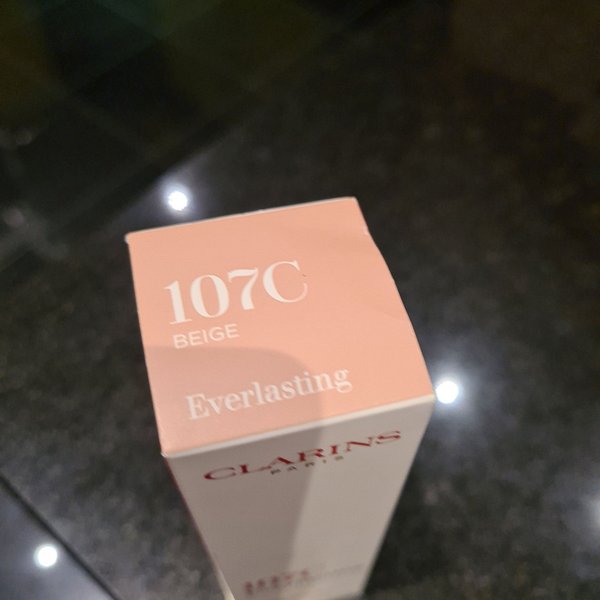 107C
BEIGE
Everlasting
CLARINS
PARIS